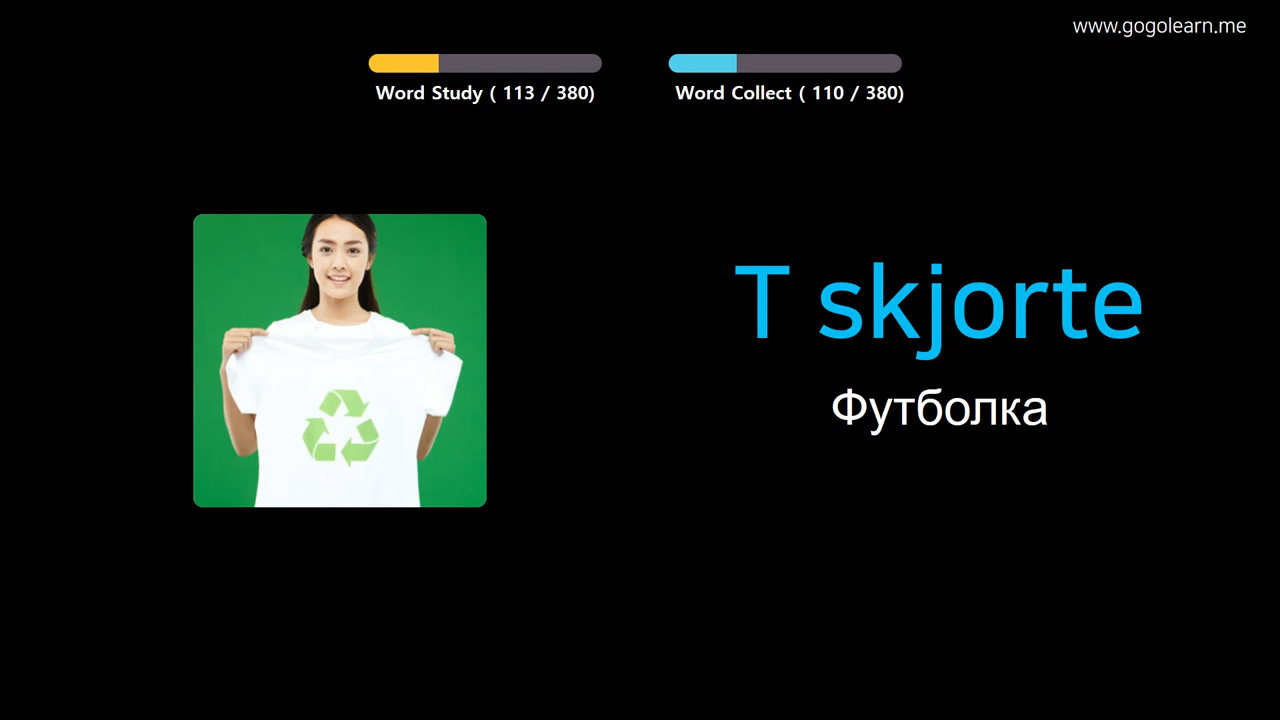 www.gogolearn.me
Word Study ( 113 / 380)
Word Collect ( 110 / 380)
T skjorte
Футболка